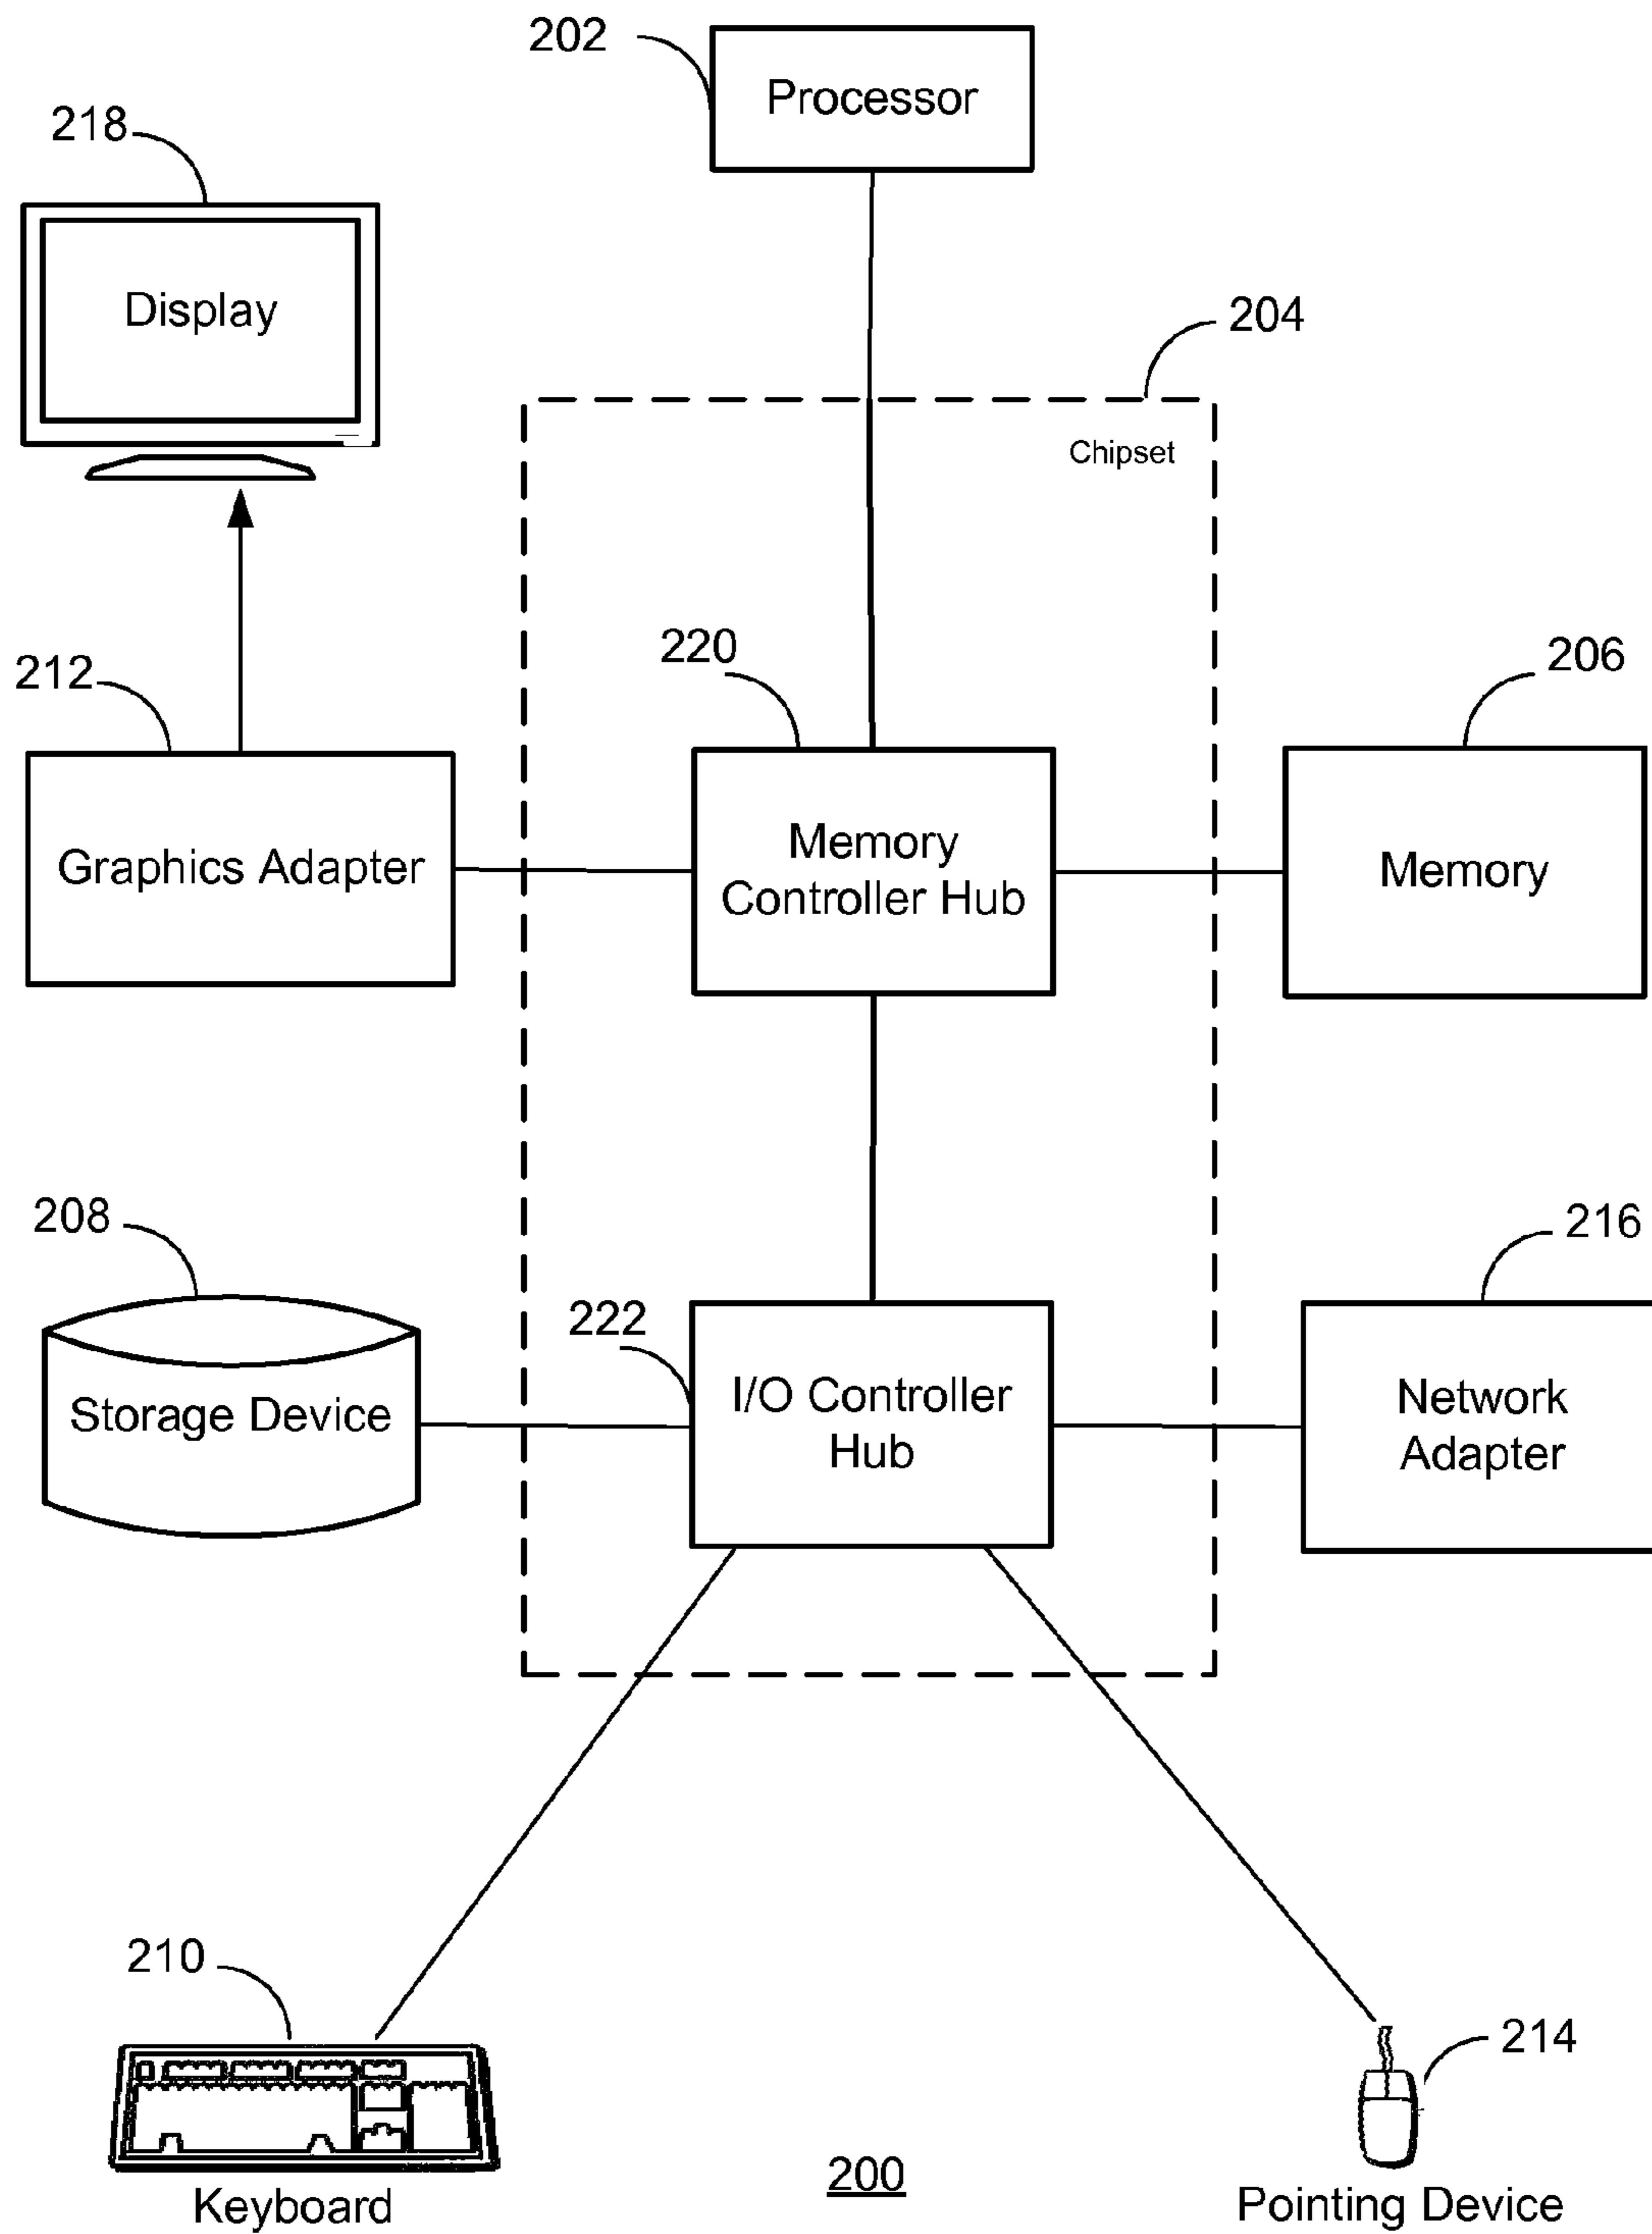 202
Processor
218
Display
204
Chipset
220
206
212
Memory
Controller Hub
Graphics Adapter
Memory
208
216
222
Storage Device
I/O Controller
Hub
Network
Adapter
210
214
200
Keyboard
Pointing Device